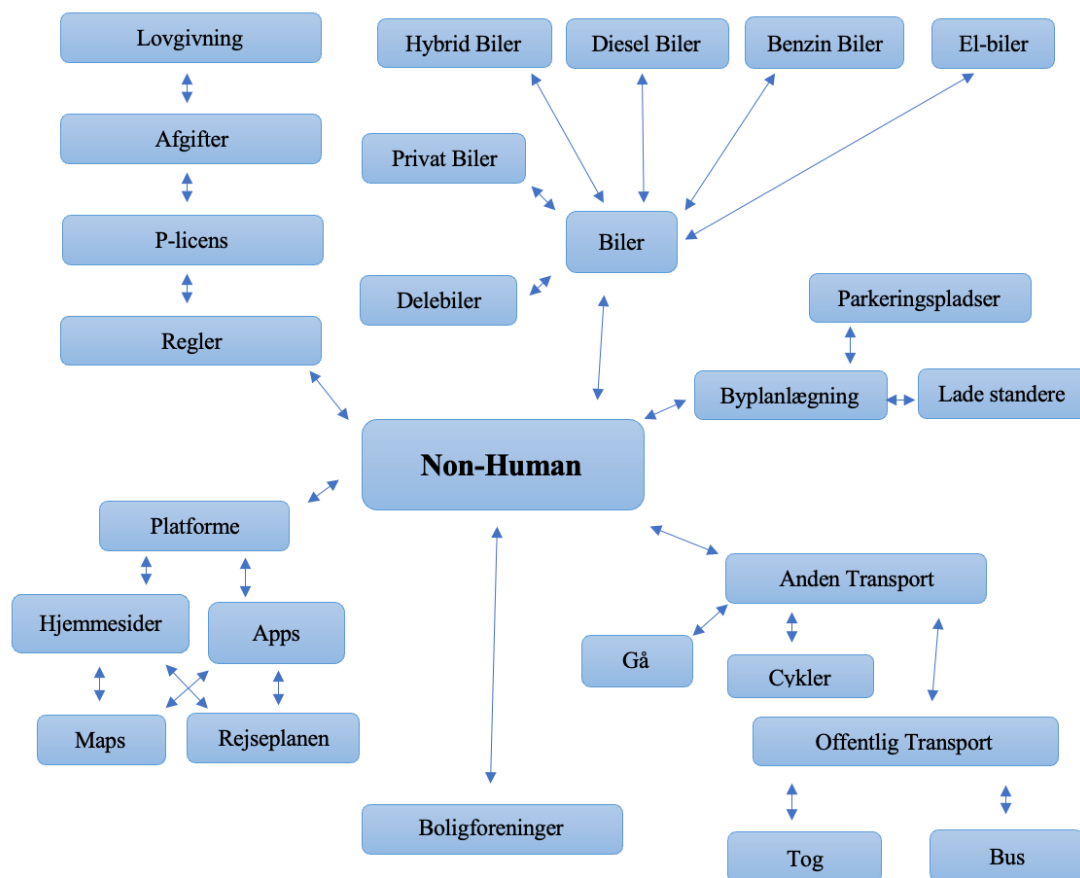 Lovgivning
Hybrid Biler
Diesel Biler
Benzin Biler
El-biler
Afgifter
Privat Biler
P-licens
Biler
Delebiler
Parkeringspladser
Regler
Byplanlægning
Lade standere
Non-Human
Platforme
Anden Transport
Hjemmesider
Apps
Gå
Cykler
Maps
Rejseplanen
Offentlig Transport
Boligforeninger
Tog
Bus